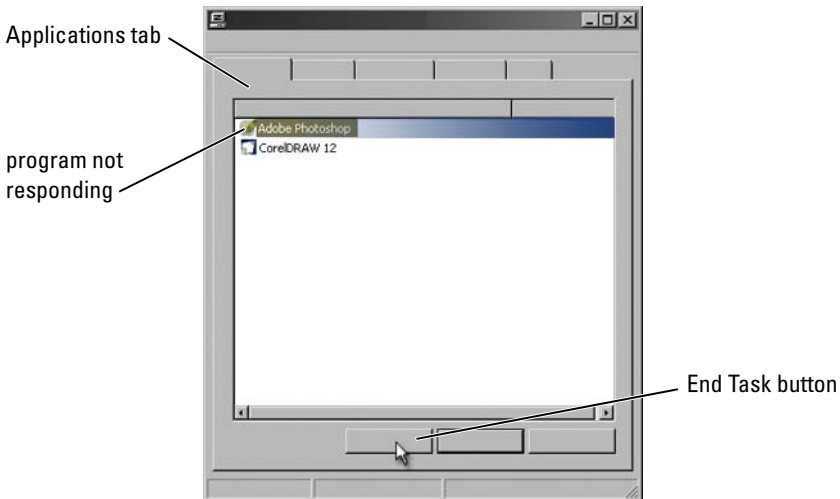 Applications tab
Adobe Photoshop
CorelDRAW 12
program not
responding
End Task button